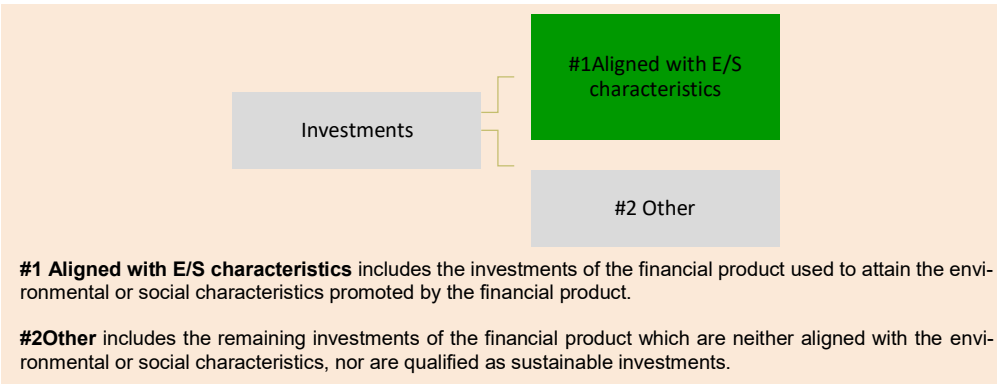 #1Aligned with E/S
characteristics
Investments
#2 Other
#1 Aligned with E/S characteristics includes the investments of the financial product used to attain the envi-
ronmental or social characteristics promoted by the financial product.
#2Other includes the remaining investments of the financial product which are neither aligned with the envi-
ronmental or social characteristics, nor are qualified as sustainable investments.